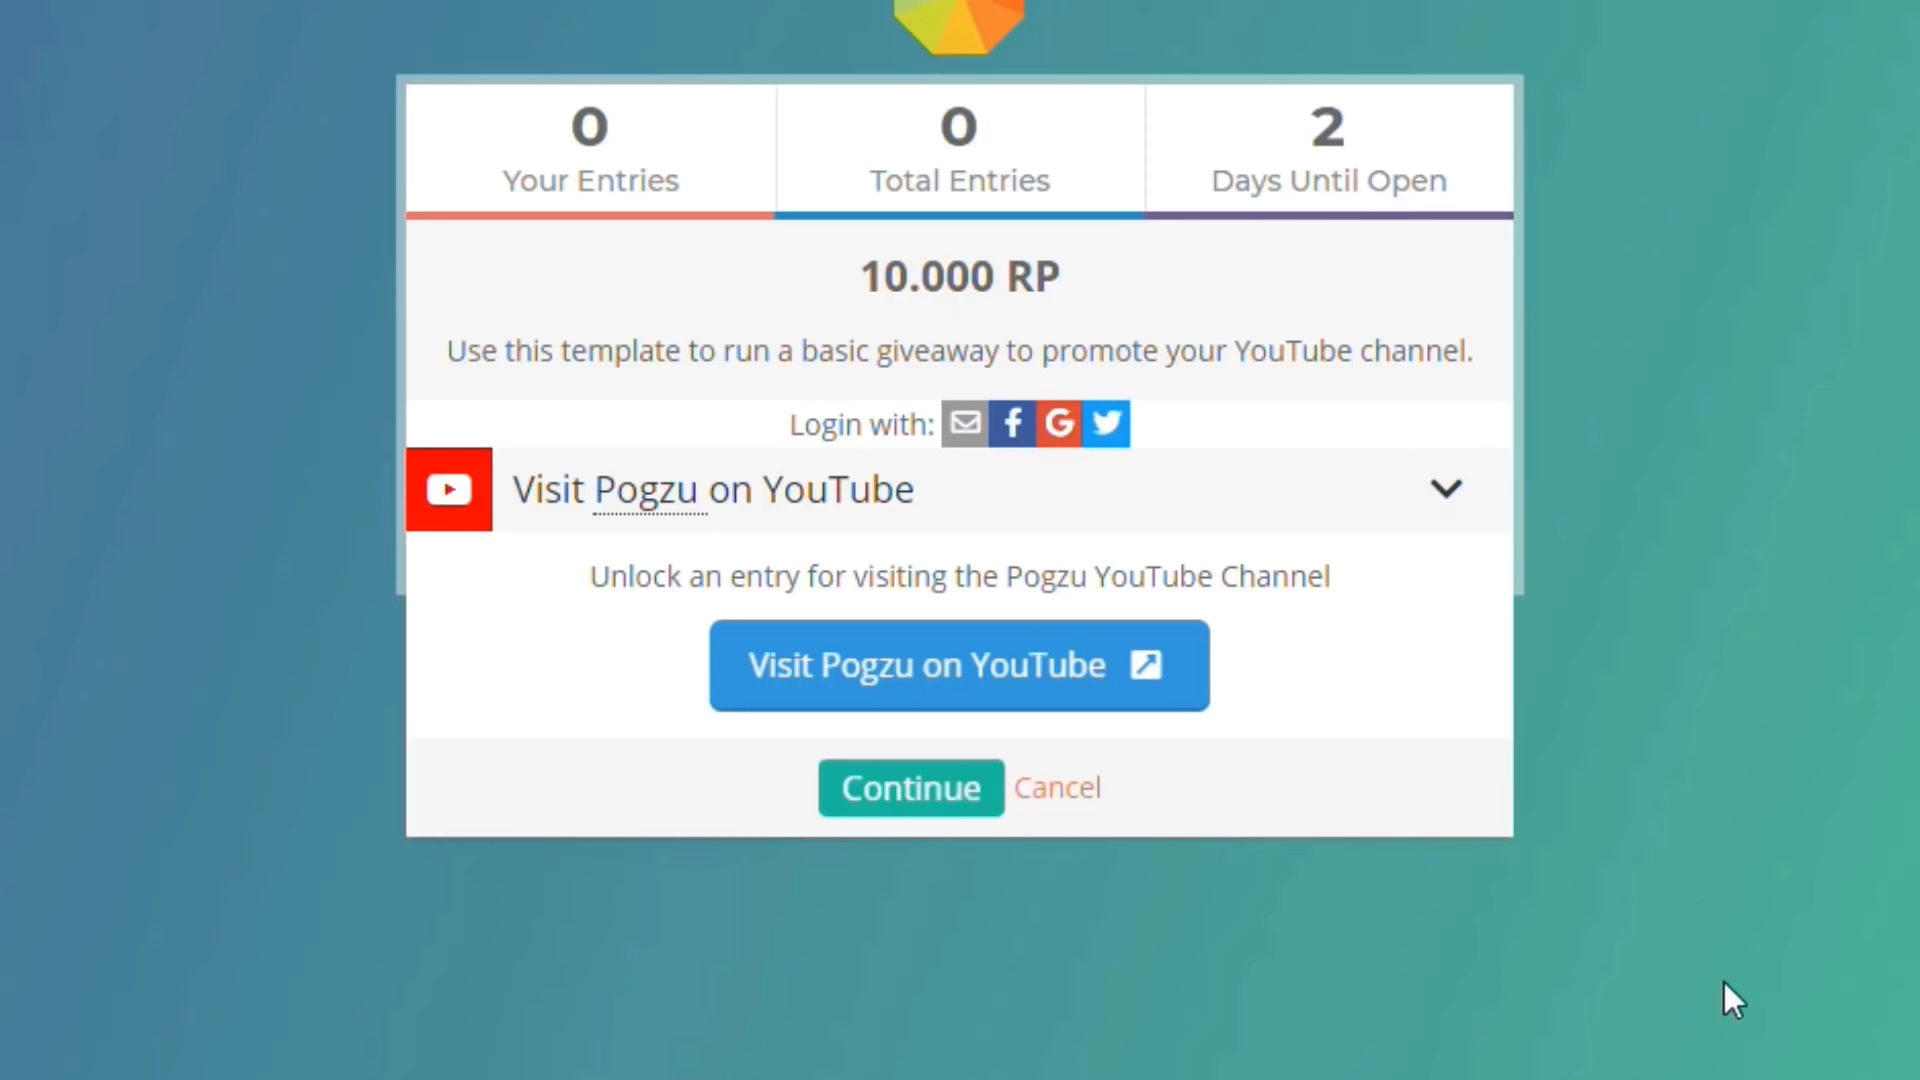 0
Your Entries
0
Total Entries
2
Days Until Open
10.000 RP
Use this template to run a basic giveaway to promote your YouTube channel.
Login with:
Visit Pogzu on YouTube
Unlock an entry for visiting the Pogzu YouTube Channel
Visit Pogzu on YouTube
Continue Cancel